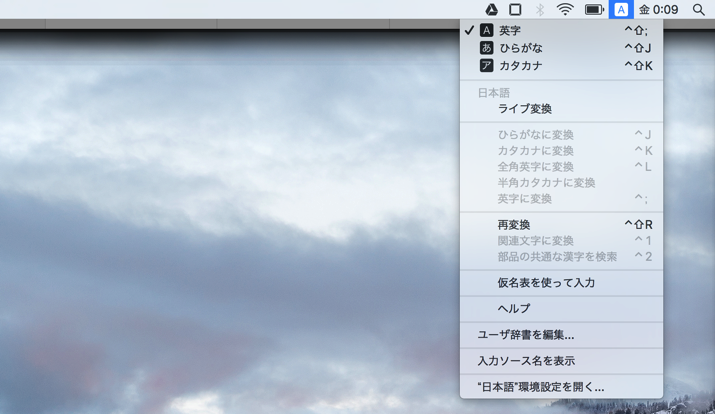 A 金 0:09
✓ A 英字 ^⇧;
あ ひらがな ^⇧J
ア カタカナ ^⇧K
日本語
ライブ変換
ひらがなに変換 ^J
カタカナに変換 ^K
全角英字に変換 ^L
半角カタカナに変換
英字に変換 ^;
再変換 ^⇧R
関連文字に変換 ^1
部品の共通な漢字を検索 ^2
仮名表を使って入力
ヘルプ
ユーザ辞書を編集...
入力ソース名を表示
"日本語"環境設定を開く...